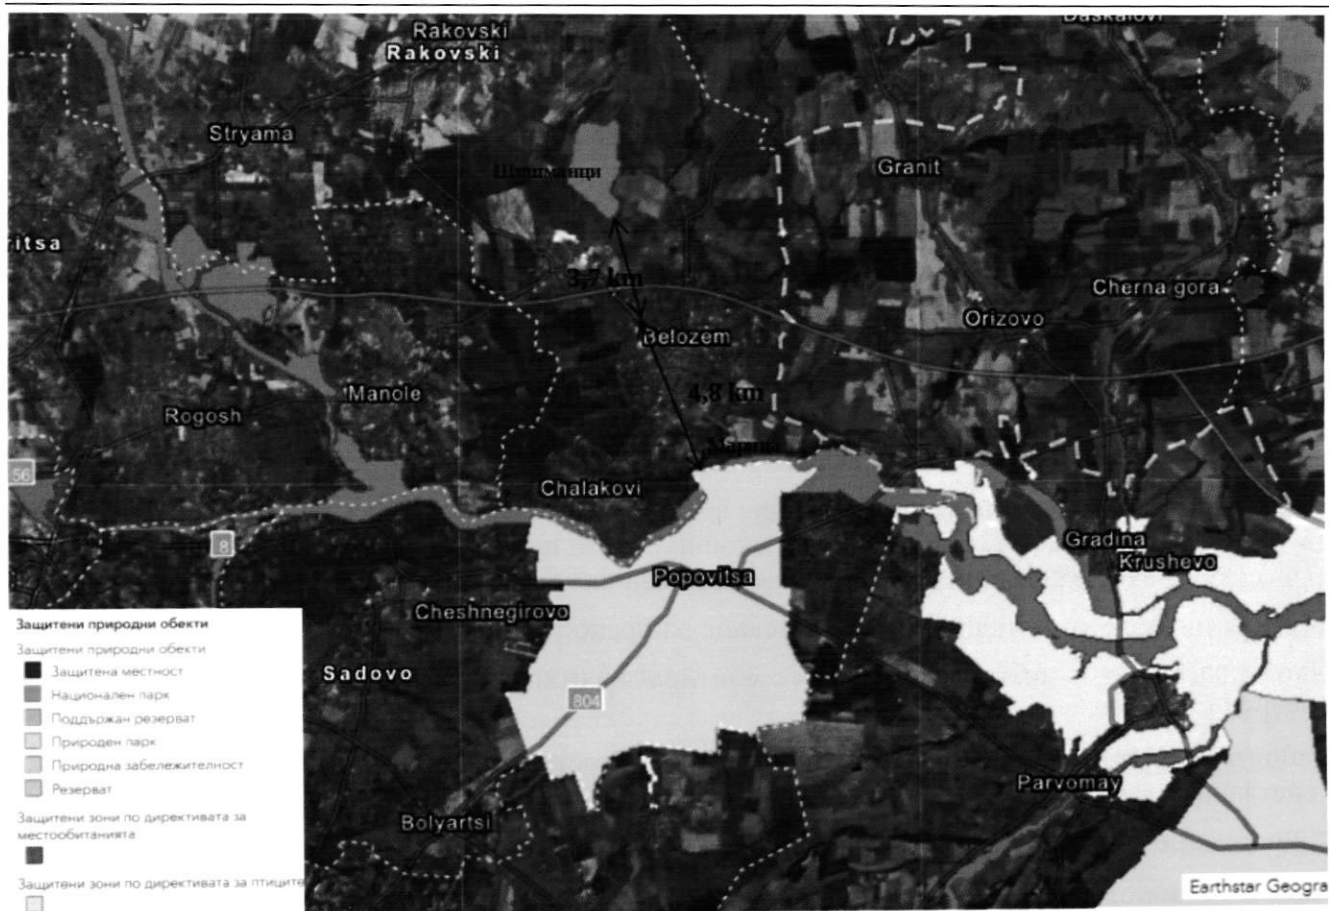 Daskalovi
Rakovski
Rakovski
Stryama
Шишманци
Granit
ritsa
3,7 km
Cherna gora
Orizovo
Belozem
Manole
4,8 km
Rogosh
Марица
56
Chalakovi
8
Gradina
Krushevo
Popovitsa
Cheshnegirovo
Sadovo
804
Parvomay
Bolyartsi
Защитени природни обекти
Защитени природни обекти
Защитена местност
Национален парк
Поддържан резерват
Природен парк
Природна забележителност
Резерват
Защитени зони по директивата за
местообитанията
Защитени зони по директивата за птиците
Earthstar Geogra